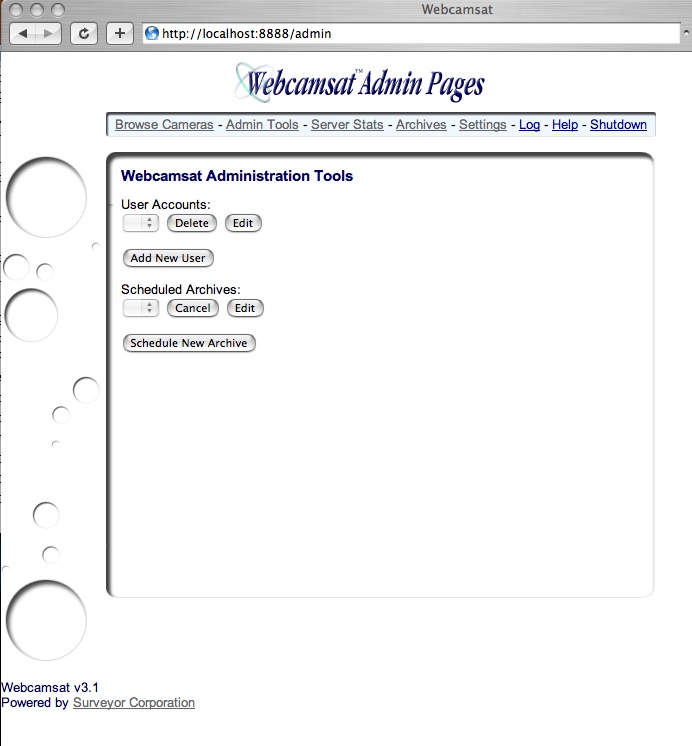 Webcamsat
http://localhost:8888/admin
Webcamsat™ Admin Pages
Browse Cameras - Admin Tools - Server Stats - Archives - Settings - Log - Help - Shutdown
Webcamsat Administration Tools
User Accounts:
Delete Edit
Add New User
Scheduled Archives:
Cancel Edit
Schedule New Archive
Webcamsat v3.1
Powered by Surveyor Corporation